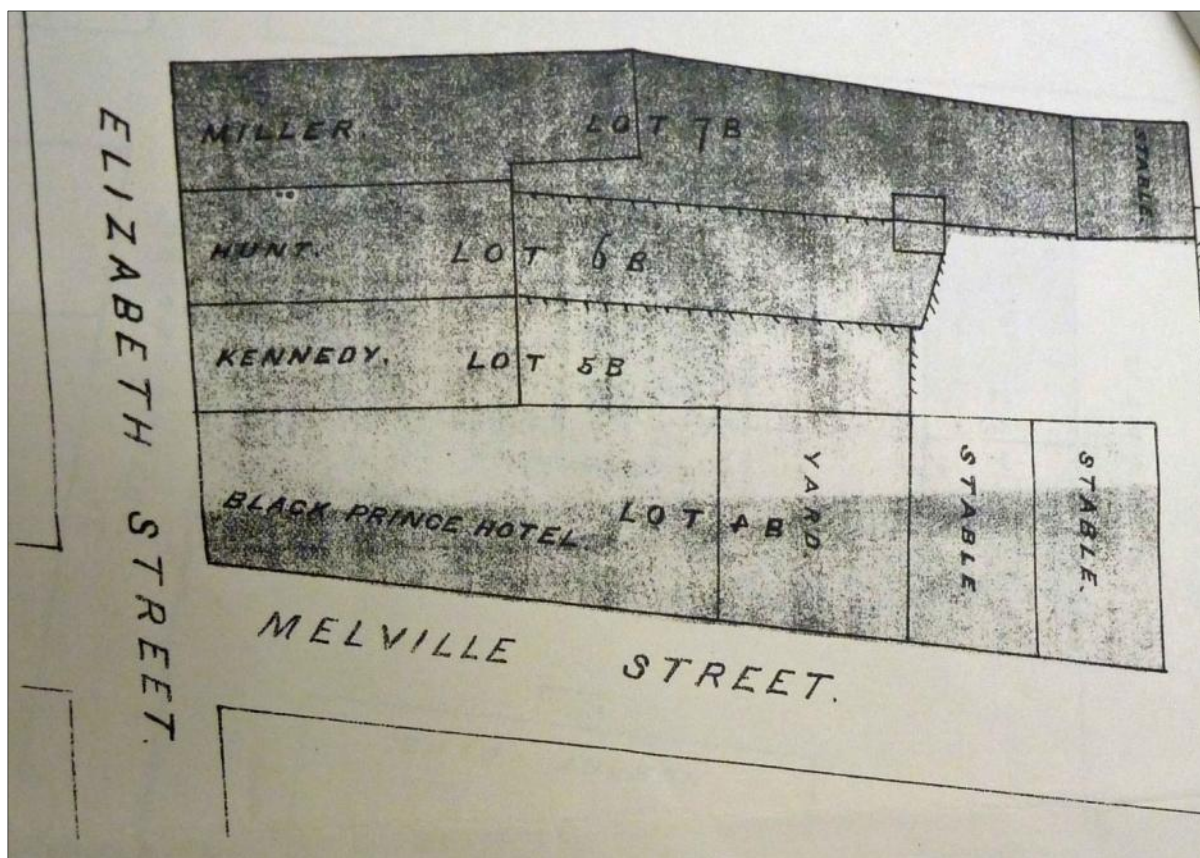 ELIZABETH STREET.
MILLER. LOT 7B
STABLE.
HUNT. LOT 6B
KENNEDY. LOT 5B
BLACK PRINCE HOTEL. LOT 4B
YARD.
STABLE.
STABLE.
MELVILLE STREET.